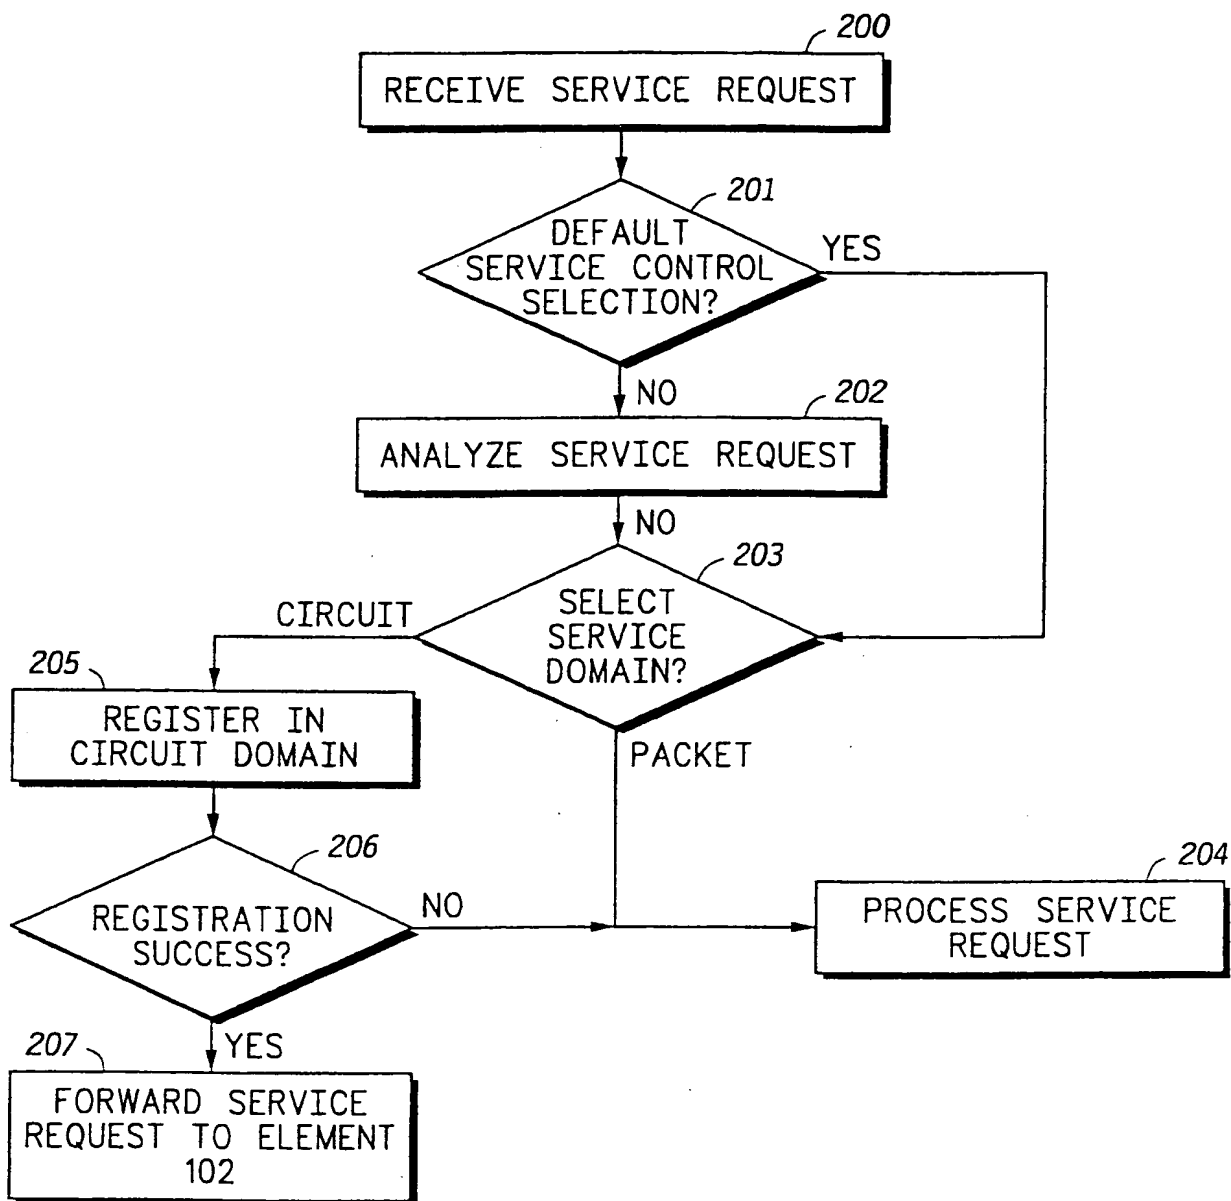 200
RECEIVE SERVICE REQUEST
201
DEFAULT
SERVICE CONTROL
SELECTION?
YES
NO
202
ANALYZE SERVICE REQUEST
NO
203
SELECT
SERVICE
DOMAIN?
CIRCUIT
205
REGISTER IN
CIRCUIT DOMAIN
PACKET
206
REGISTRATION
SUCCESS?
NO
204
PROCESS SERVICE
REQUEST
YES
207
FORWARD SERVICE
REQUEST TO ELEMENT
102